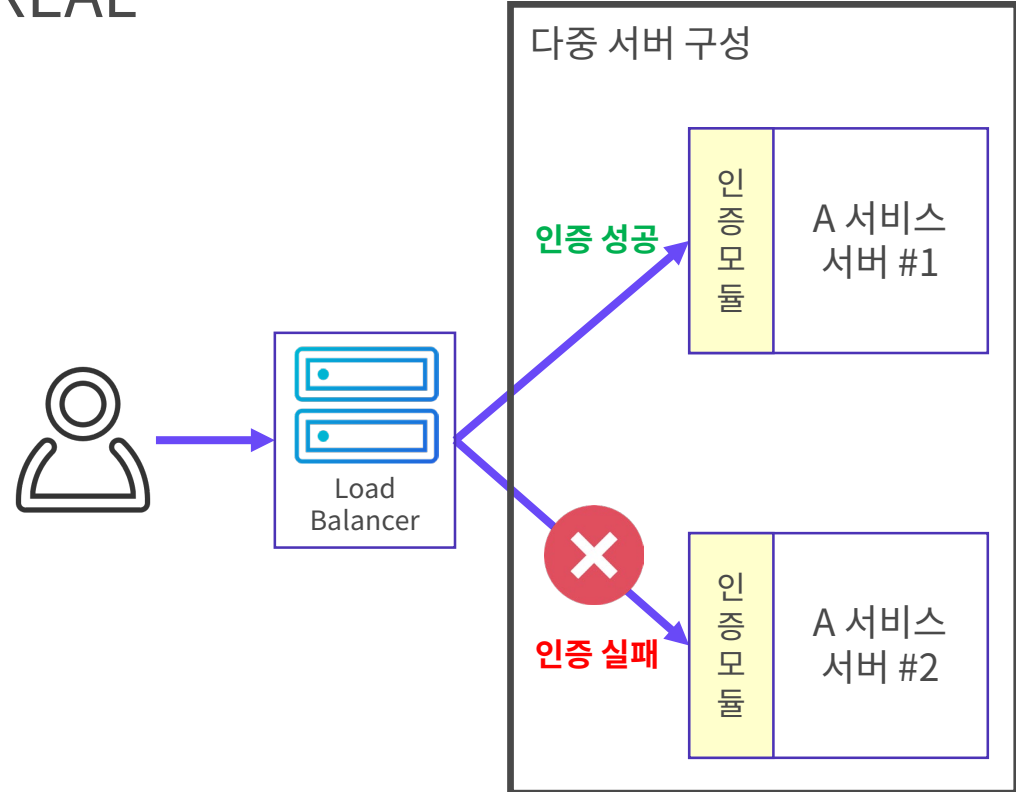 REAL
다중 서버 구성
인
증
모
듈
A 서비스
서버 #1
인증 성공
Load
Balancer
인증 실패
인
증
모
듈
A 서비스
서버 #2